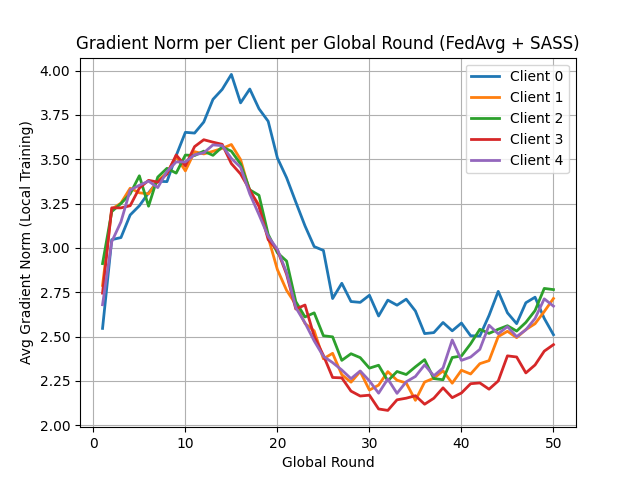 Gradient Norm per Client per Global Round (FedAvg + SASS)
4.00
3.75
3.50
3.25
3.00
2.75
2.50
2.25
2.00
Avg Gradient Norm (Local Training)
Client 0
Client 1
Client 2
Client 3
Client 4
0 10 20 30 40 50
Global Round